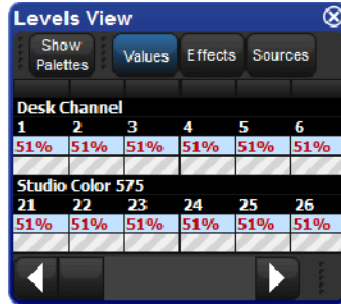 Levels View
Show Palettes Values Effects Sources
Desk Channel
1 2 3 4 5 6
51% 51% 51% 51% 51% 51%
Studio Color 575
21 22 23 24 25 26
51% 51% 51% 51% 51% 51%